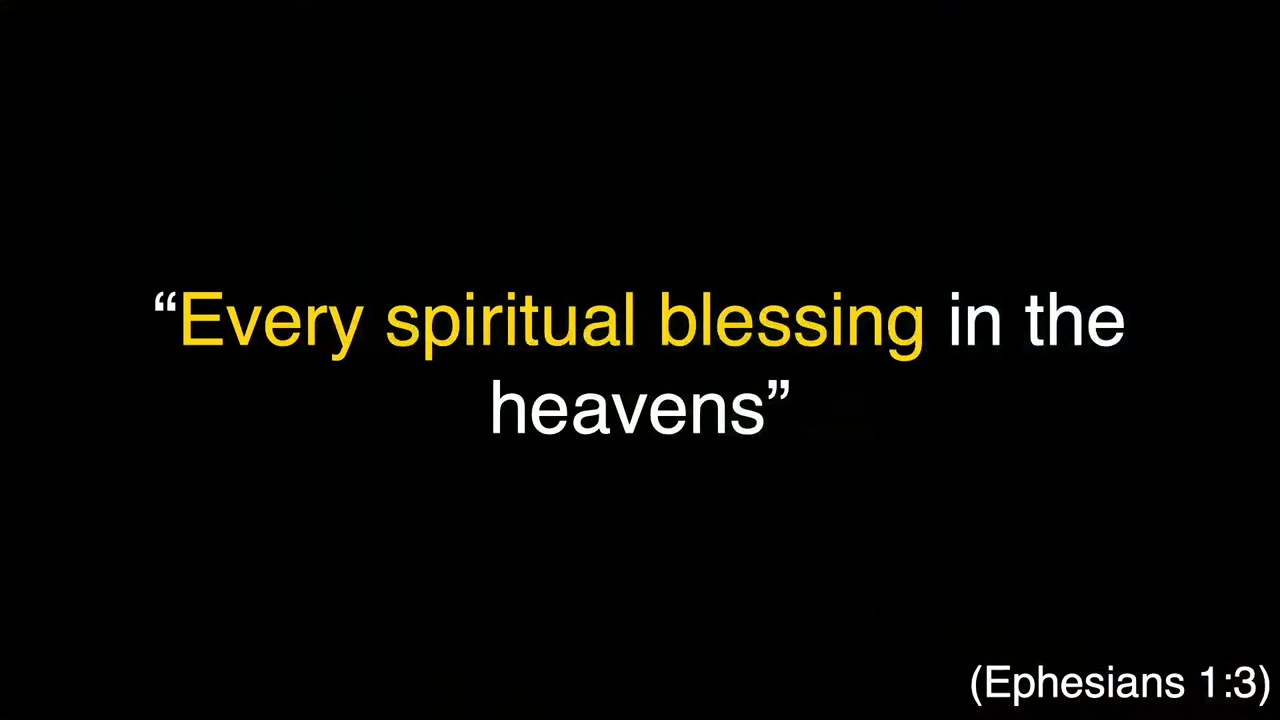 “Every spiritual blessing in the
heavens”
(Ephesians 1:3)